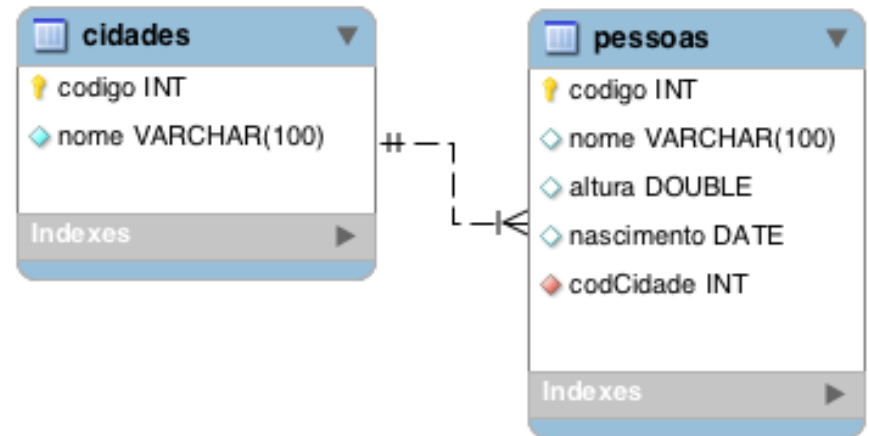 cidades
codigo INT
nome VARCHAR(100)
Indexes
pessoas
codigo INT
nome VARCHAR(100)
altura DOUBLE
nascimento DATE
codCidade INT
Indexes